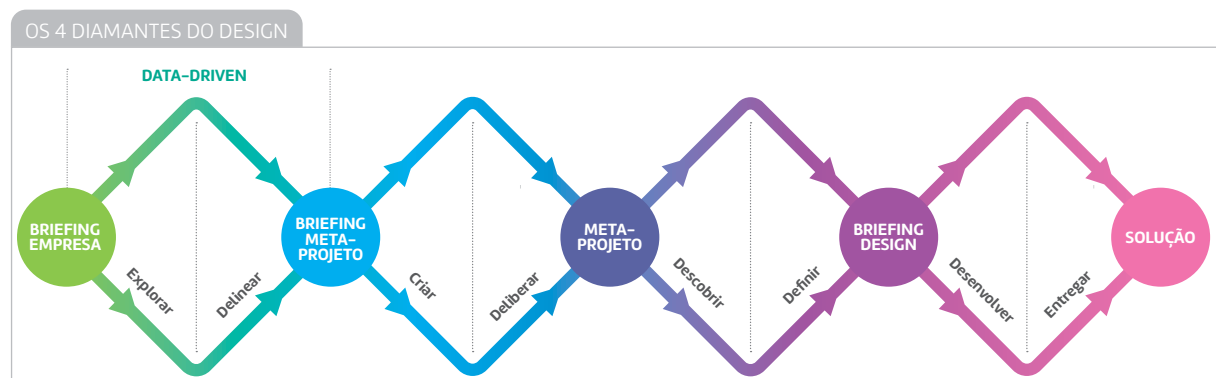 OS 4 DIAMANTES DO DESIGN
DATA-DRIVEN
BRIEFING
EMPRESA
Explorar
Delinear
BRIEFING
META-
PROJETO
Criar
Deliberar
META-
PROJETO
Descobrir
Definir
BRIEFING
DESIGN
Desenvolver
Entregar
SOLUÇÃO